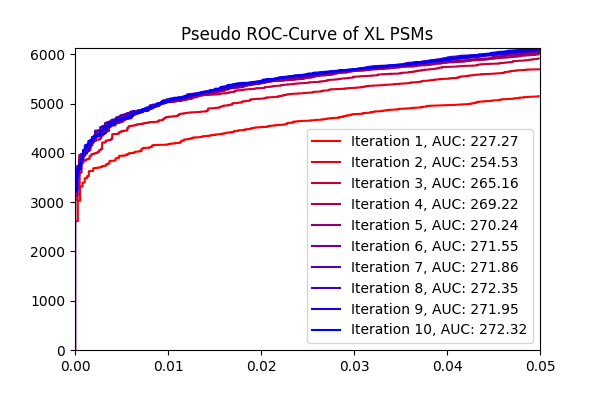 Pseudo ROC-Curve of XL PSMs
6000
5000
4000
3000
2000
1000
0
Iteration 1, AUC: 227.27
Iteration 2, AUC: 254.53
Iteration 3, AUC: 265.16
Iteration 4, AUC: 269.22
Iteration 5, AUC: 270.24
Iteration 6, AUC: 271.55
Iteration 7, AUC: 271.86
Iteration 8, AUC: 272.35
Iteration 9, AUC: 271.95
Iteration 10, AUC: 272.32
0.00 0.01 0.02 0.03 0.04 0.05